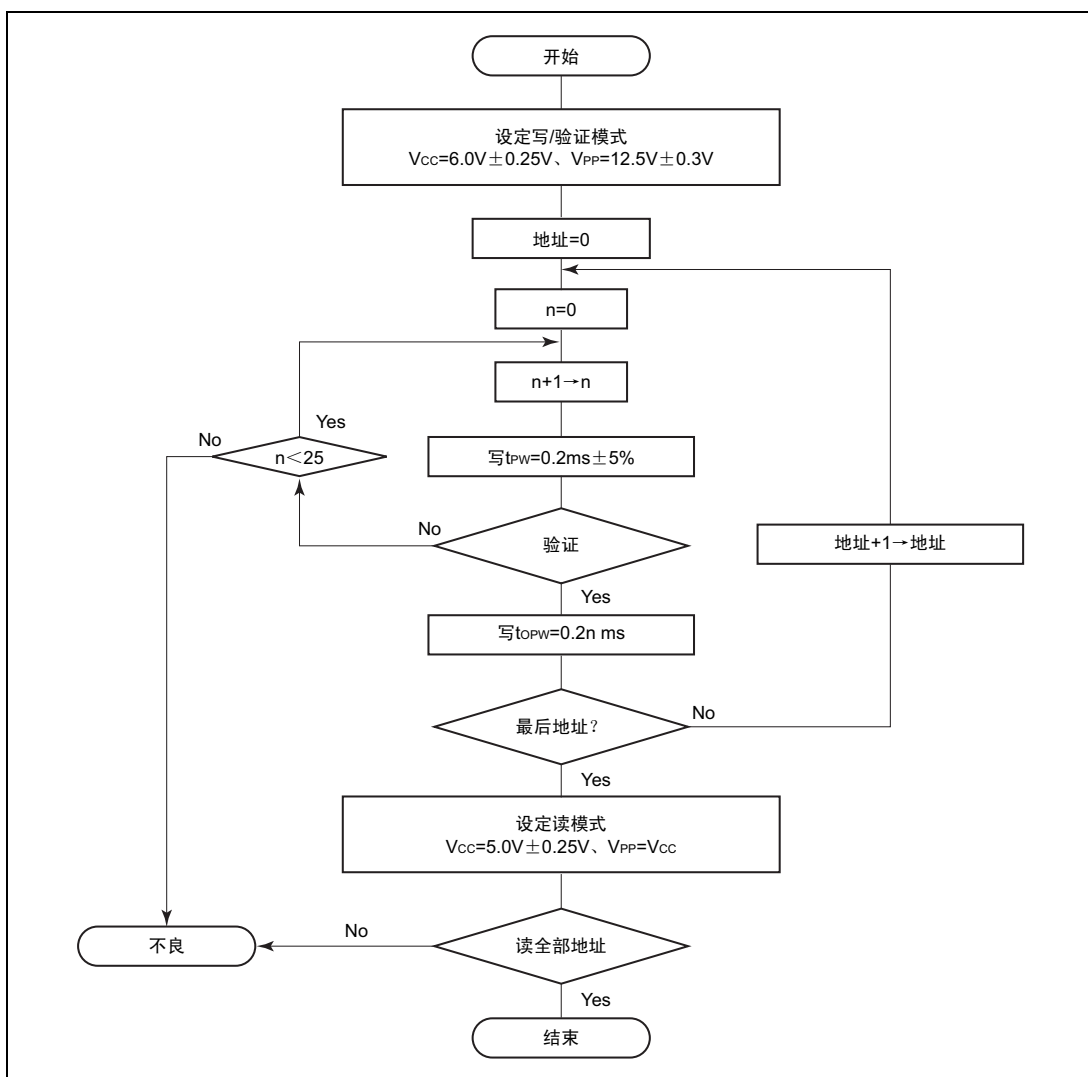 开始
设定写/验证模式
VCC=6.0V±0.25V、VPP=12.5V±0.3V
地址=0
n=0
n+1→n
Yes
No
n＜25
写tPW=0.2ms±5%
No
验证
地址+1→地址
Yes
写tOPW=0.2n ms
最后地址？
No
Yes
设定读模式
VCC=5.0V±0.25V、VPP=VCC
不良
No
读全部地址
Yes
结束